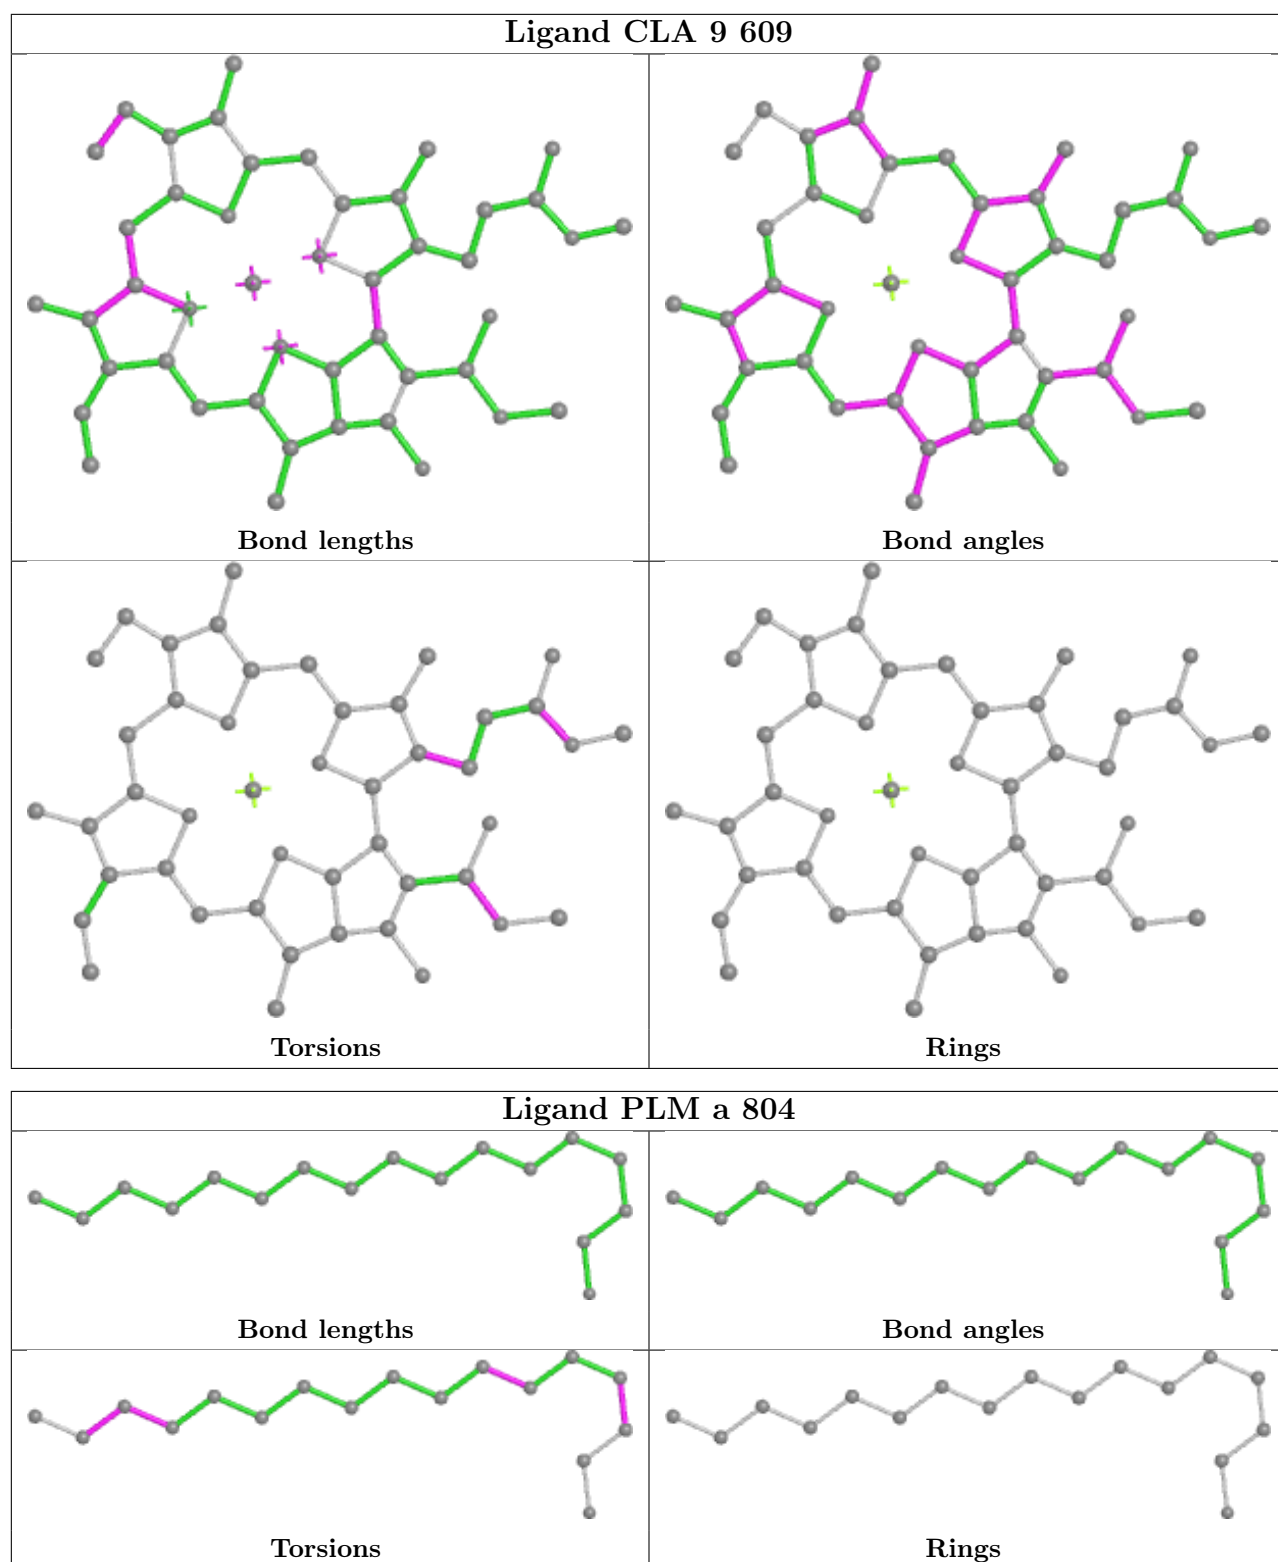 Ligand CLA 9 609
Bond lengths
Bond angles
Torsions
Rings
Ligand PLM a 804
Bond lengths
Bond angles
Torsions
Rings